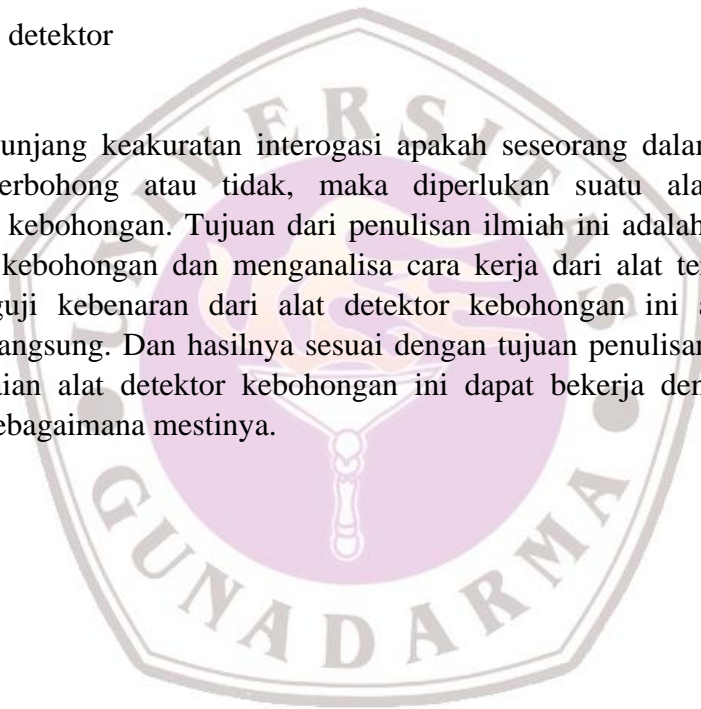 detektor
unjang keakuratan interogasi apakah seseorang dalam
erbohong atau tidak, maka diperlukan suatu ala
kebohongan. Tujuan dari penulisan ilmiah ini adalah
kebohongan dan menganalisa cara kerja dari alat te
guji kebenaran dari alat detektor kebohongan ini a
angsung. Dan hasilnya sesuai dengan tujuan penulisan
ian alat detektor kebohongan ini dapat bekerja den
ebagaimana mestinya.
UNIVERSITAS
GUNADARMA